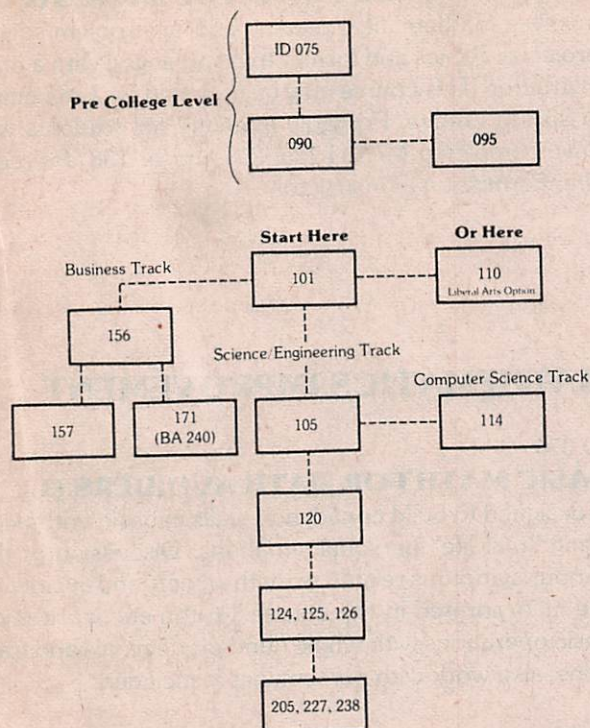 ID 075
Pre College Level
090
095
Start Here
Or Here
Business Track
101
110
Liberal Arts Option
156
Science/Engineering Track
Computer Science Track
157
171
(BA 240)
105
114
120
124, 125, 126
205, 227, 238